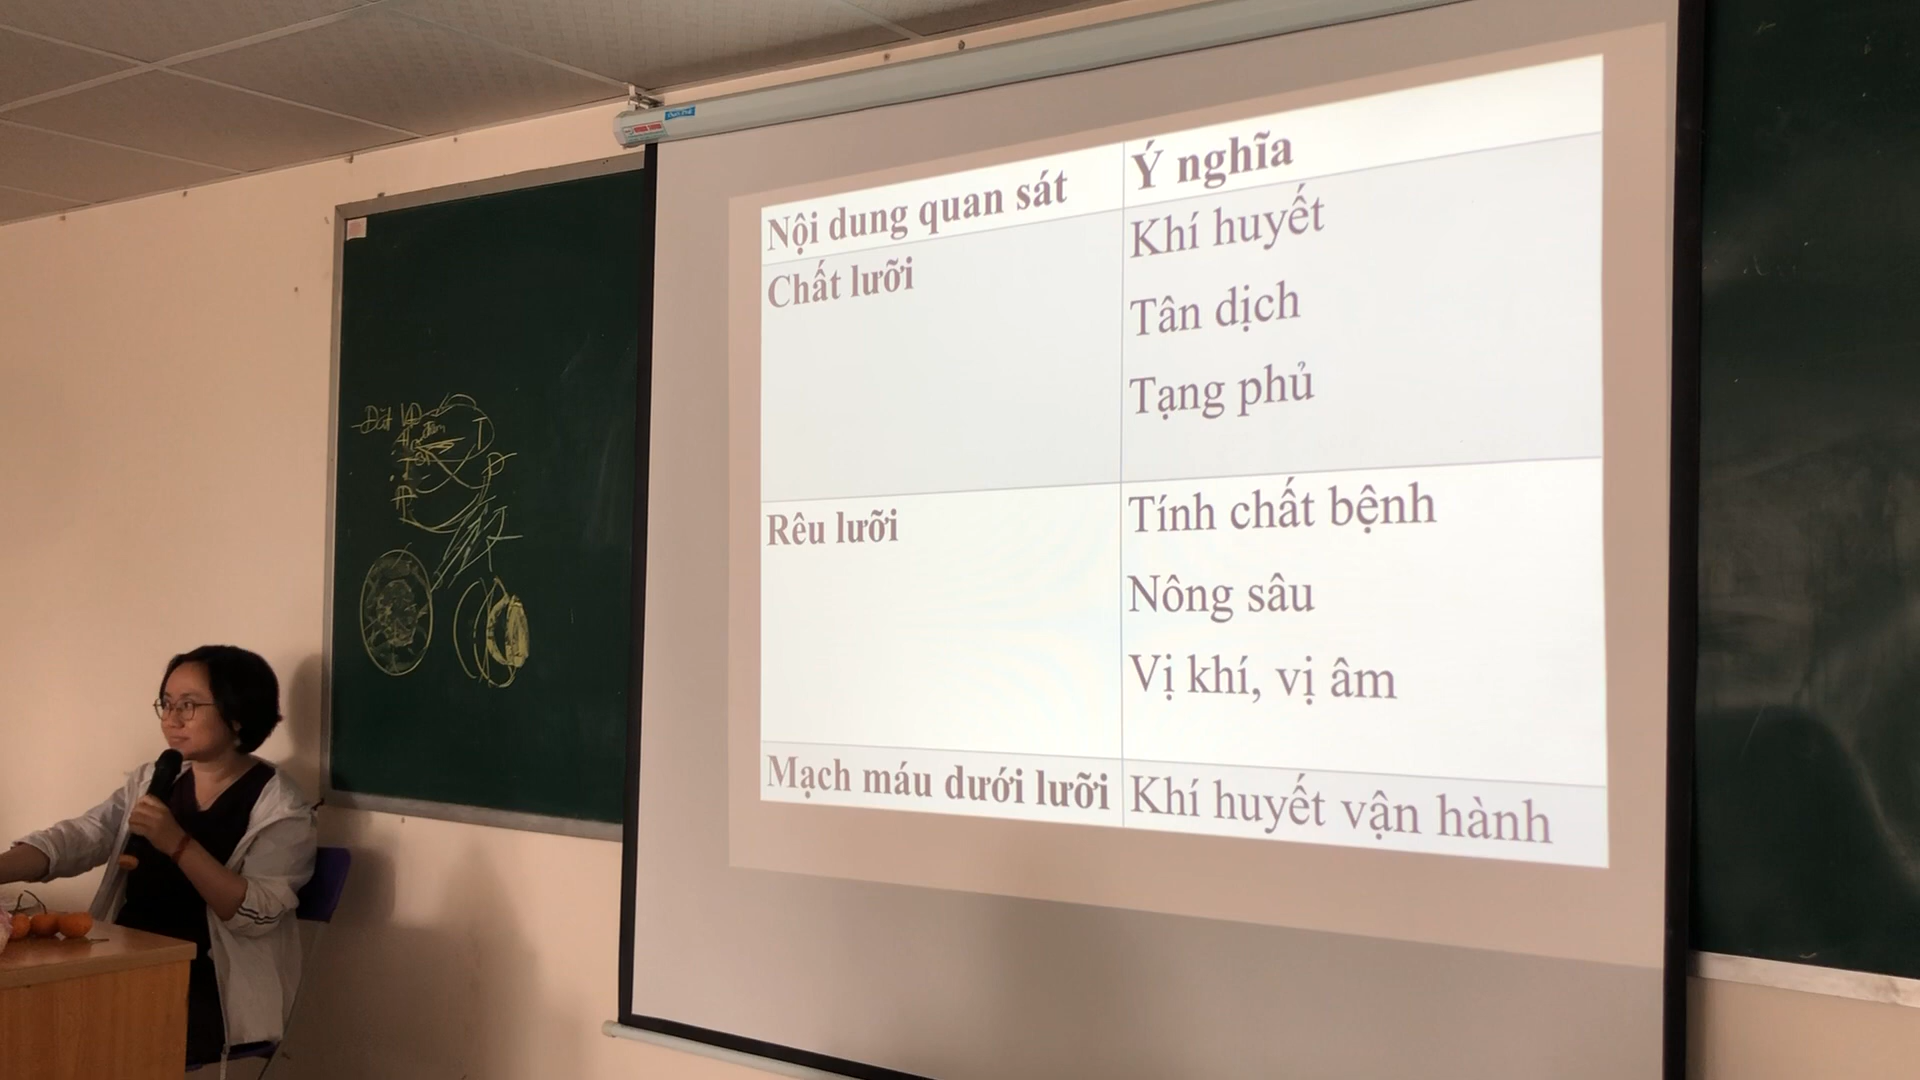 Nội dung quan sát
Ý nghĩa
Chất lưỡi
Khí huyết
Tân dịch
Tạng phủ
Rêu lưỡi
Tính chất bệnh
Nông sâu
Vị khí, vị âm
Mạch máu dưới lưỡi
Khí huyết vận hành